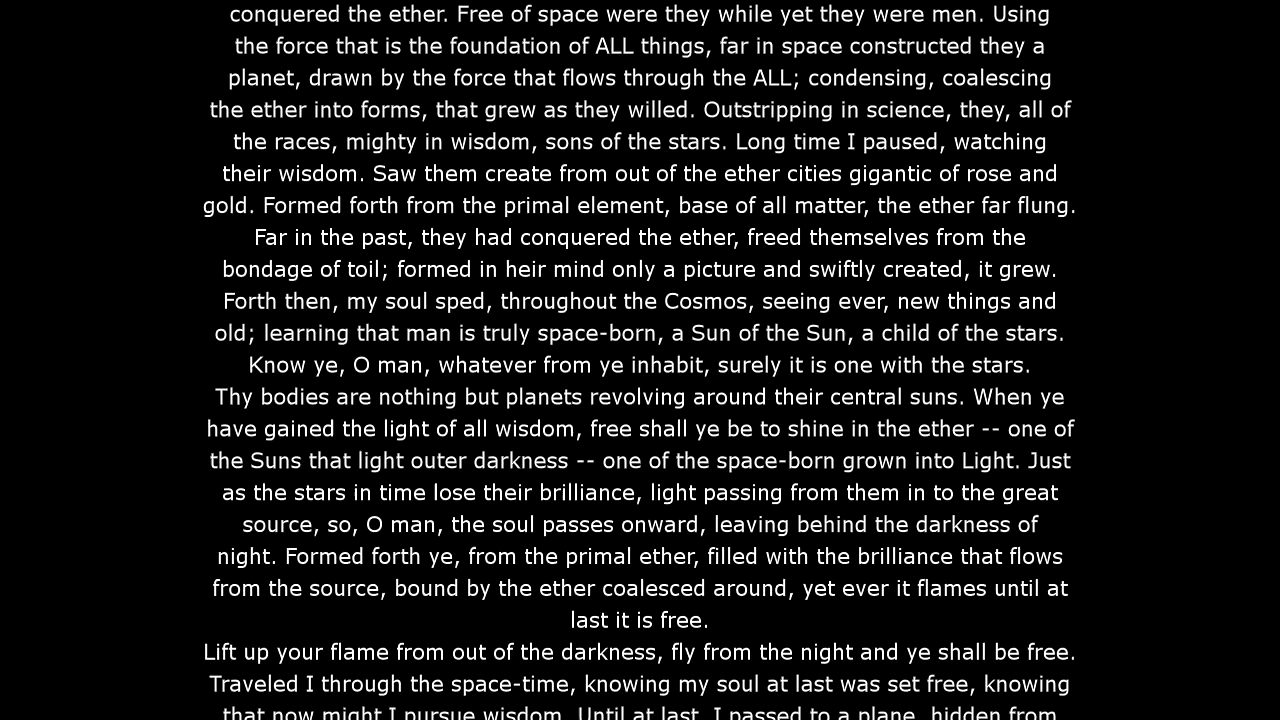 conquered the ether. Free of space were they while yet they were men. Using
the force that is the foundation of ALL things, far in space constructed they a
planet, drawn by the force that flows through the ALL; condensing, coalescing
the ether into forms, that grew as they willed. Outstripping in science, they, all of
the races, mighty in wisdom, sons of the stars. Long time I paused, watching
their wisdom. Saw them create from out of the ether cities gigantic of rose and
gold. Formed forth from the primal element, base of all matter, the ether far flung.
Far in the past, they had conquered the ether, freed themselves from the
bondage of toil; formed in heir mind only a picture and swiftly created, it grew.
Forth then, my soul sped, throughout the Cosmos, seeing ever, new things and
old; learning that man is truly space-born, a Sun of the Sun, a child of the stars.
Know ye, O man, whatever from ye inhabit, surely it is one with the stars.
Thy bodies are nothing but planets revolving around their central suns. When ye
have gained the light of all wisdom, free shall ye be to shine in the ether -- one of
the Suns that light outer darkness -- one of the space-born grown into Light. Just
as the stars in time lose their brilliance, light passing from them in to the great
source, so, O man, the soul passes onward, leaving behind the darkness of
night. Formed forth ye, from the primal ether, filled with the brilliance that flows
from the source, bound by the ether coalesced around, yet ever it flames until at
last it is free.
Lift up your flame from out of the darkness, fly from the night and ye shall be free.
Traveled I through the space-time, knowing my soul at last was set free, knowing
that now might I pursue wisdom. Until at last, I passed to a plane, hidden from